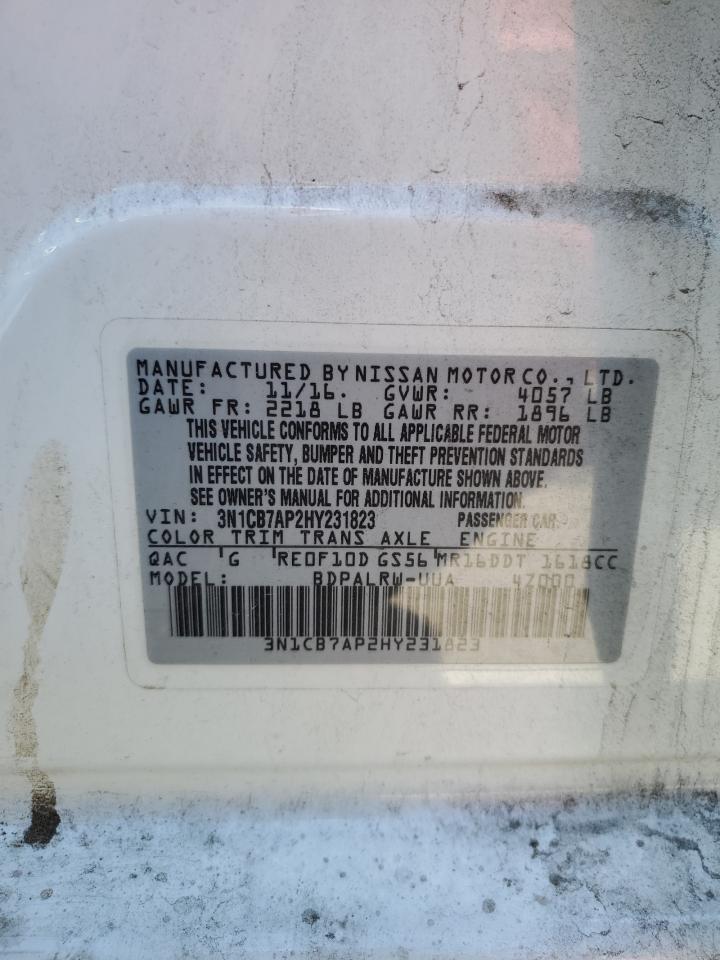 MANUFACTURED BY NISSAN MOTOR CO., LTD.
DATE: 11/16. GVWR: 4057 LB
GAWR FR: 2218 LB GAWR RR: 1896 LB
THIS VEHICLE CONFORMS TO ALL APPLICABLE FEDERAL MOTOR
VEHICLE SAFETY, BUMPER AND THEFT PREVENTION STANDARDS
IN EFFECT ON THE DATE OF MANUFACTURE SHOWN ABOVE.
SEE OWNER'S MANUAL FOR ADDITIONAL INFORMATION.
VIN: 3N1CB7AP2HY231823 PASSENGER CAR
COLOR TRIM TRANS AXLE ENGINE
QAC G RE0F10D GS56 MR16DDT 1618CC
MODEL: BDPALRW-UUA 47000
3N1CB7AP2HY231823